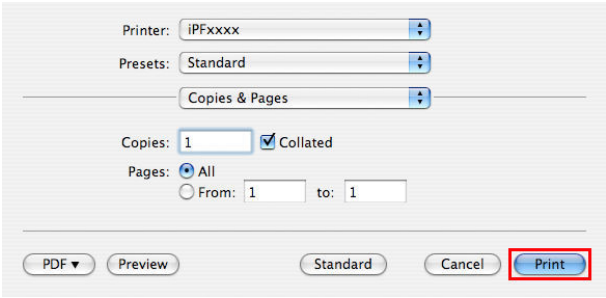 Printer: iPFxxxx
Presets: Standard
Copies & Pages
Copies: 1 Collated
Pages: All
From: 1 to: 1
PDF ▼ Preview Standard Cancel Print